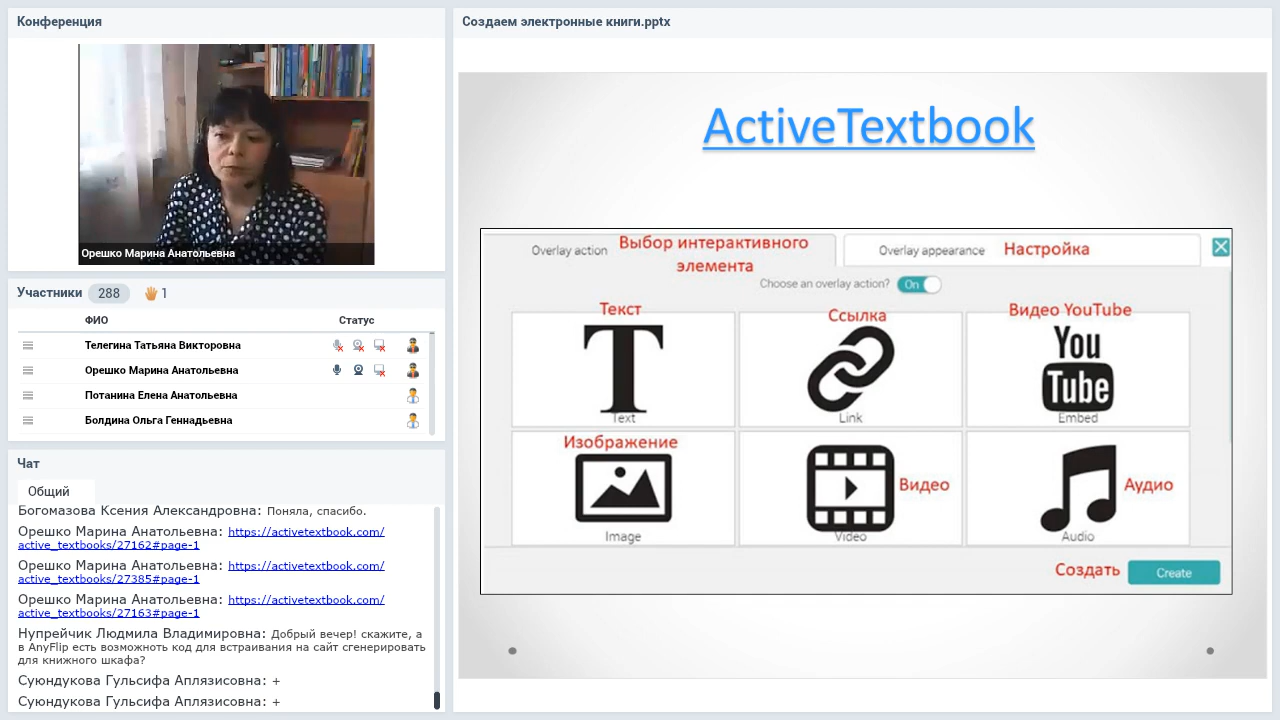 Конференция
Орешко Марина Анатольевна
Участники 288 1
ФИО Статус
Телегина Татьяна Викторовна
Орешко Марина Анатольевна
Потанина Елена Анатольевна
Болдина Ольга Геннадьевна
Чат
Общий
Богомазова Ксения Александровна: Поняла, спасибо.
Орешко Марина Анатольевна: https://activetextbook.com/
active_textbooks/27162#page-1
Орешко Марина Анатольевна: https://activetextbook.com/
active_textbooks/27385#page-1
Орешко Марина Анатольевна: https://activetextbook.com/
active_textbooks/27163#page-1
Нупрейчик Людмила Владимировна: Добрый вечер! скажите, а
в AnyFlip есть возможноть код для встраивания на сайт сгенерировать
для книжного шкафа?
Суюндукова Гульсифа Аплязисовна: +
Суюндукова Гульсифа Аплязисовна: +
Создаем электронные книги.pptx
ActiveTextbook
Overlay action Выбор интерактивного
элемента
Overlay appearance Настройка
Choose an overlay action? On
Текст
T
Text
Ссылка
Link
Видео YouTube
You
Tube
Embed
Изображение
Image
Видео
Video
Аудио
Audio
Создать Create